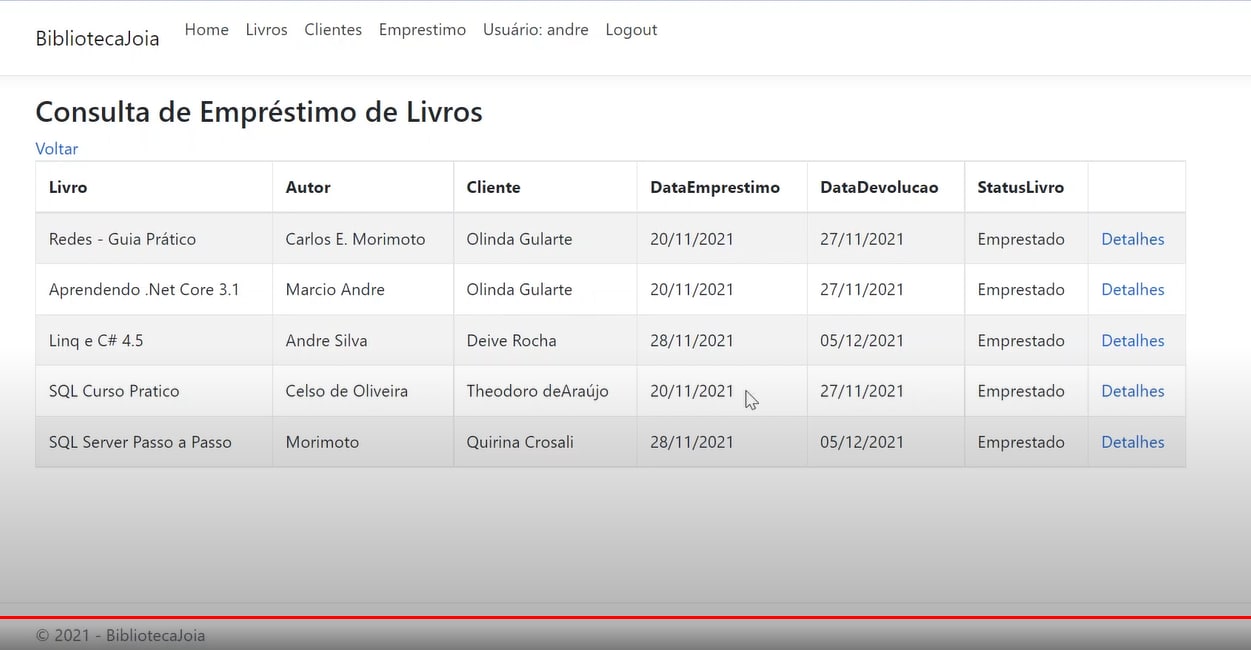 BibliotecaJoia Home Livros Clientes Emprestimo Usuário: andre Logout
Consulta de Empréstimo de Livros
Voltar
Livro Autor Cliente DataEmprestimo DataDevolucao StatusLivro
Redes - Guia Prático Carlos E. Morimoto Olinda Gularte 20/11/2021 27/11/2021 Emprestado Detalhes
Aprendendo .Net Core 3.1 Marcio Andre Olinda Gularte 20/11/2021 27/11/2021 Emprestado Detalhes
Linq e C# 4.5 Andre Silva Deive Rocha 28/11/2021 05/12/2021 Emprestado Detalhes
SQL Curso Pratico Celso de Oliveira Theodoro deAraújo 20/11/2021 27/11/2021 Emprestado Detalhes
SQL Server Passo a Passo Morimoto Quirina Crosali 28/11/2021 05/12/2021 Emprestado Detalhes
© 2021 - BibliotecaJoia